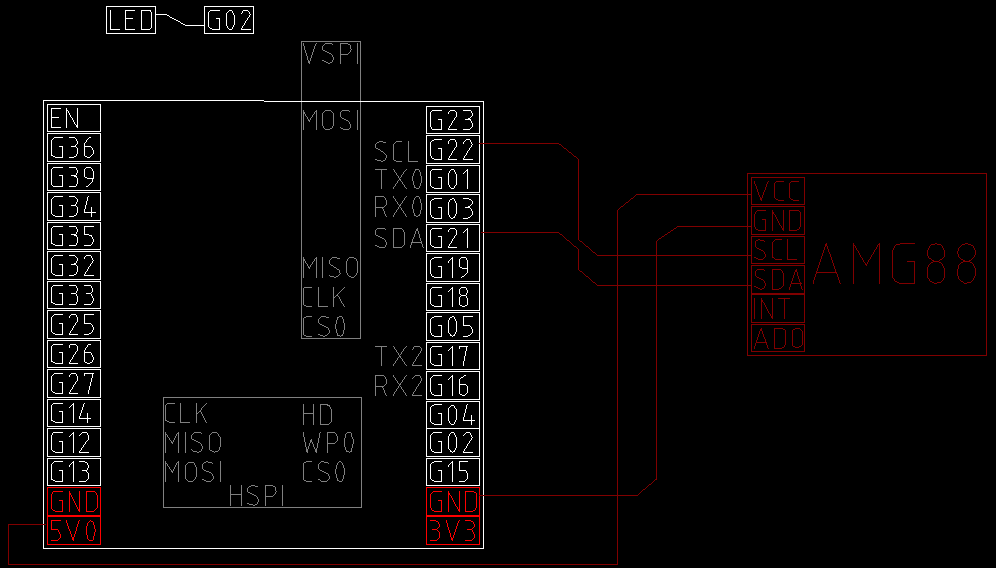 LED G02
VSPI
MOSI
MISO
CLK
CS0
EN
G36
G39
G34
G35
G32
G33
G25
G26
G27
G14
G12
G13
GND
5V0
CLK HD
MISO WP0
MOSI CS0
HSPI
G23
SCL G22
TX0 G01
RX0 G03
SDA G21
G19
G18
G05
TX2 G17
RX2 G16
G04
G02
G15
GND
3V3
VCC
GND
SCL
SDA
INT
AD0
AMG88